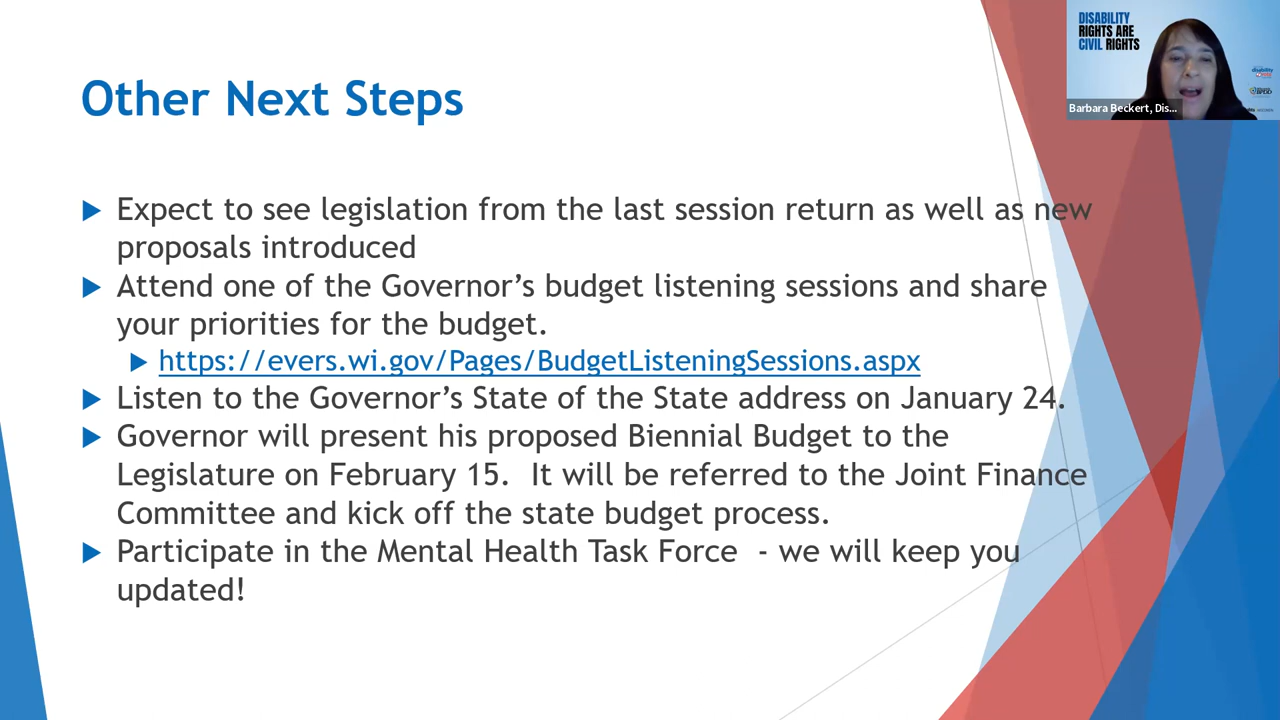 DISABILITY
RIGHTS ARE
CIVIL RIGHTS
Barbara Beckert, Dis...
Other Next Steps
Expect to see legislation from the last session return as well as new
proposals introduced
Attend one of the Governor’s budget listening sessions and share
your priorities for the budget.
https://evers.wi.gov/Pages/BudgetListeningSessions.aspx
Listen to the Governor’s State of the State address on January 24.
Governor will present his proposed Biennial Budget to the
Legislature on February 15.  It will be referred to the Joint Finance
Committee and kick off the state budget process.
Participate in the Mental Health Task Force  - we will keep you
updated!